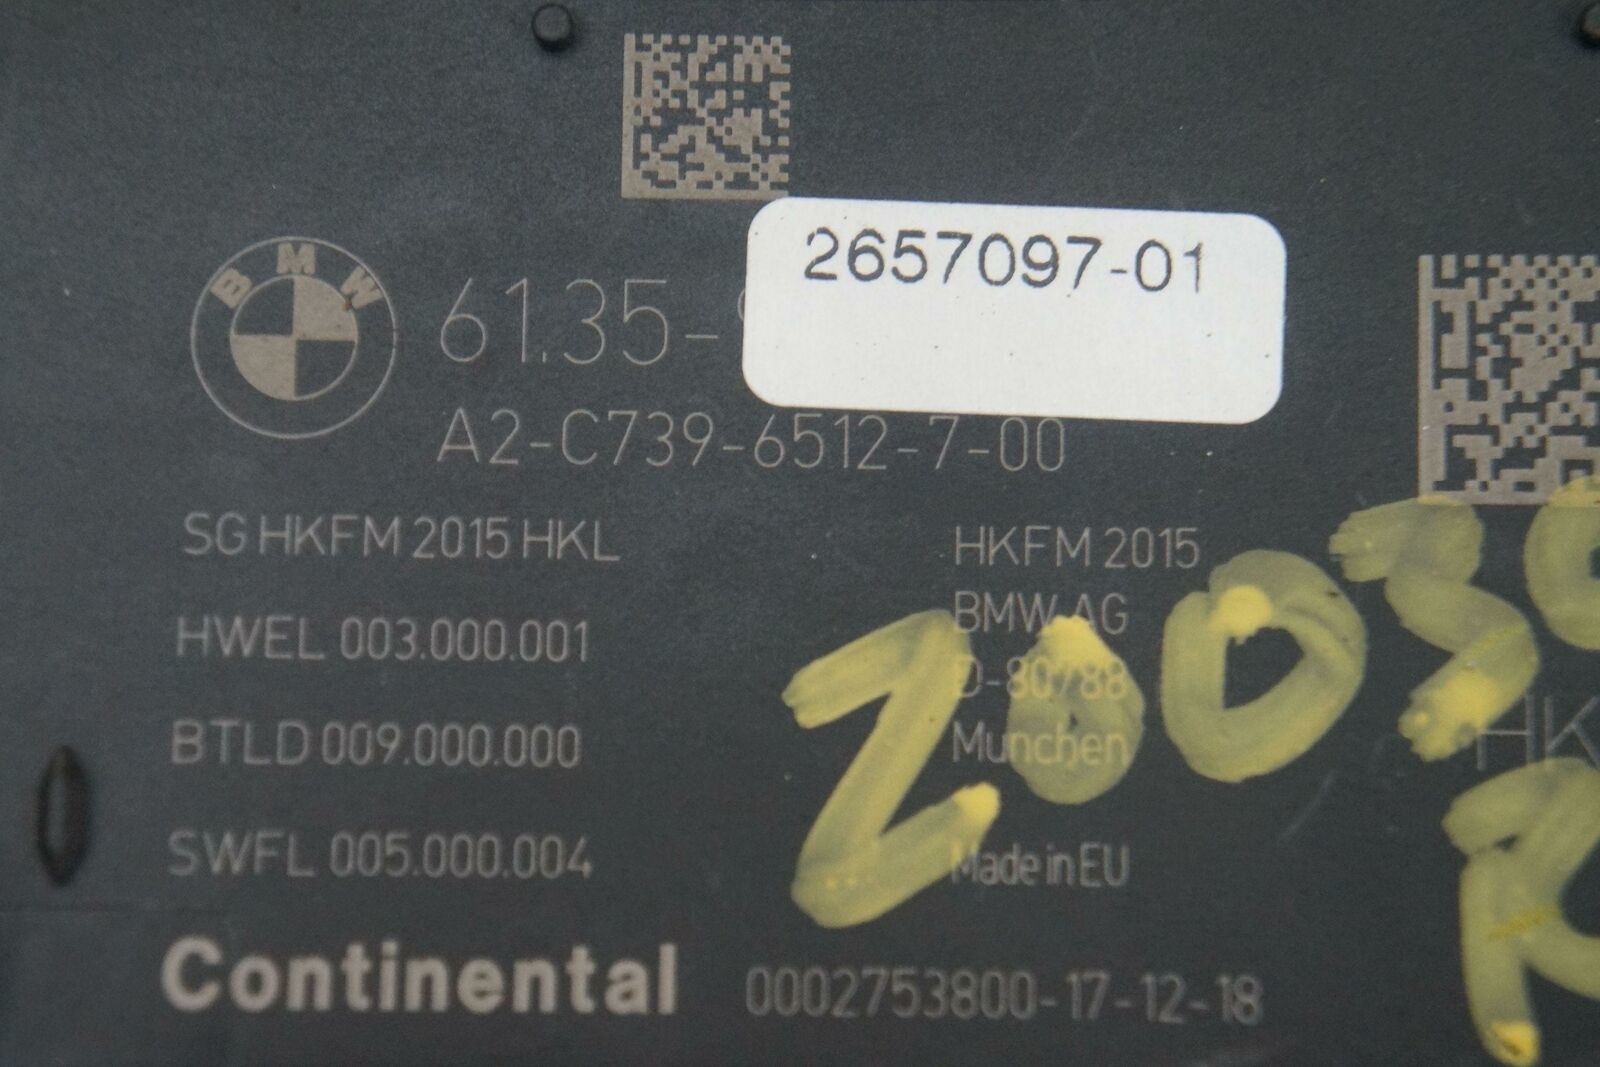 2657097-01
BMW
61.35-
A2-C739-6512-7-00
SG HKFM 2015 HKL
HKFM 2015
HWEL 003.000.001
BMW AG
BTLD 009.000.000
D-80788
Munchen
SWFL 005.000.004
Made in EU
HK
Continental
0002753800-17-12-18